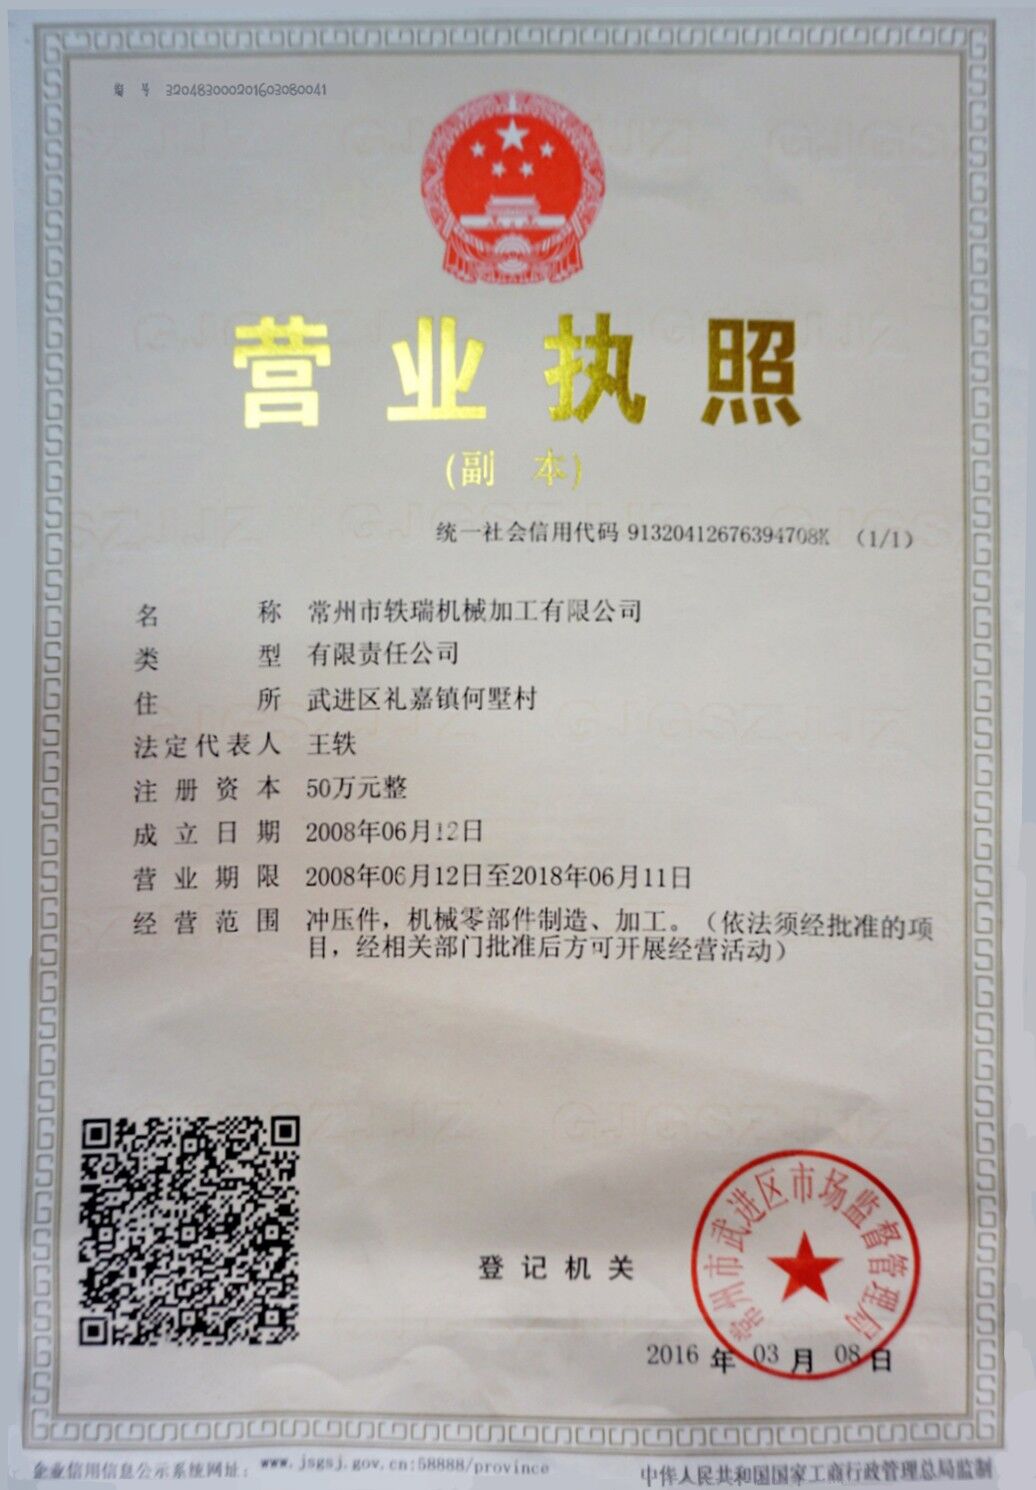 编 号 320483000201603080041
营业执照
(副 本)
统一社会信用代码 91320412676394708K (1/1)
名 称 常州市轶瑞机械加工有限公司
类 型 有限责任公司
住 所 武进区礼嘉镇何墅村
法定代表人 王轶
注册资本 50万元整
成立日期 2008年06月12日
营业期限 2008年06月12日至2018年06月11日
经营范围 冲压件，机械零部件制造、加工。（依法须经批准的项
目，经相关部门批准后方可开展经营活动）
登记机关
常州市武进区市场监督管理局
2016 年 03 月 08 日
企业信用信息公示系统网址： www.jsgsj.gov.cn:58888/province
中华人民共和国国家工商行政管理总局监制